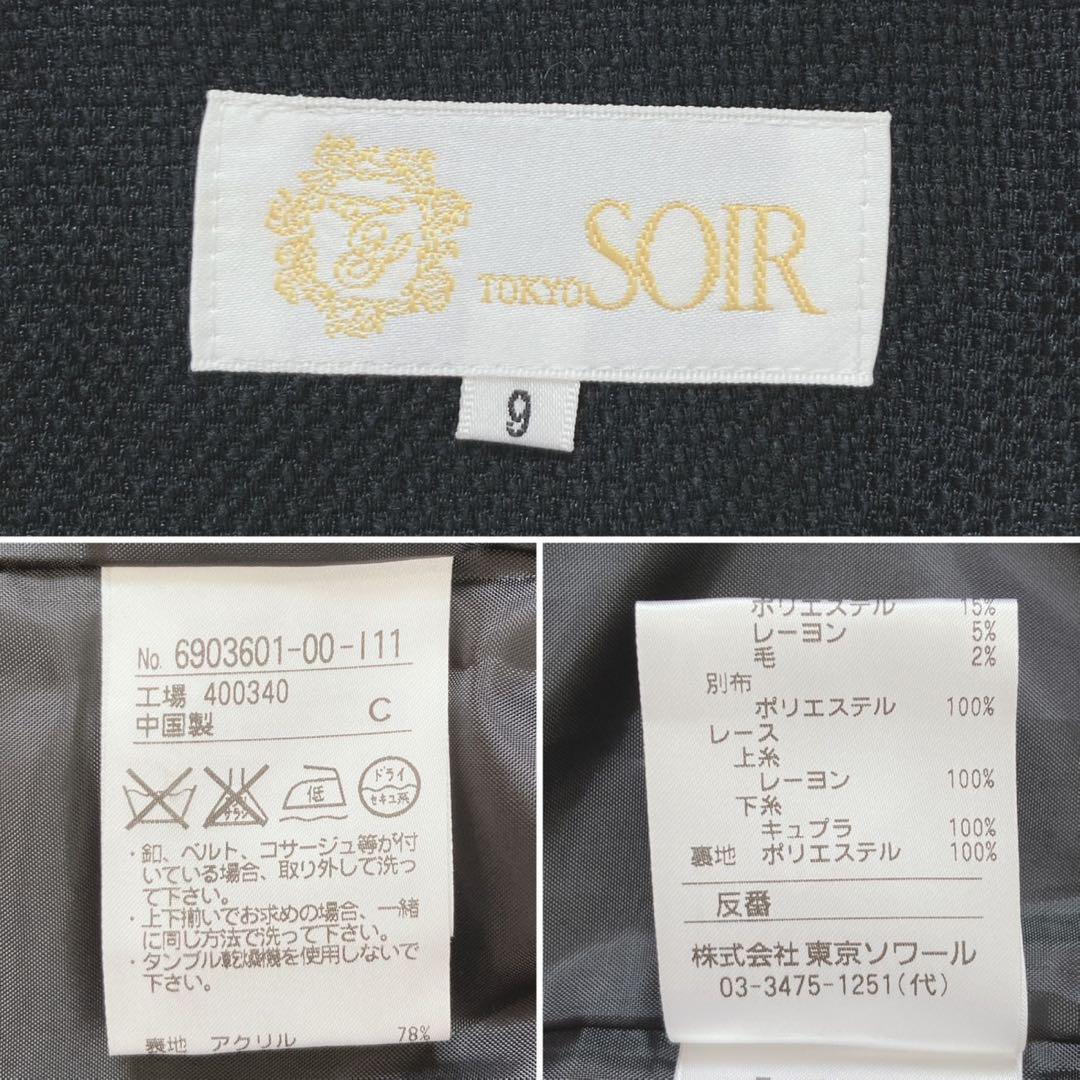 TOKYO SOIR
9
No. 6903601-00-I11
工場 400340
中国製 C
低
ドライ
セキユ系
・釦、ベルト、コサージュ等が付
いている場合、取り外して洗っ
て下さい。
・上下揃いでお求めの場合、一緒
に同じ方法で洗って下さい。
・タンブル乾燥機を使用しないで
下さい。
裏地 アクリル 78%
ポリエステル 15%
レーヨン 5%
毛 2%
別布
ポリエステル 100%
レース
上糸
レーヨン 100%
下糸
キュプラ 100%
裏地 ポリエステル 100%
反番
株式会社 東京ソワール
03-3475-1251(代)